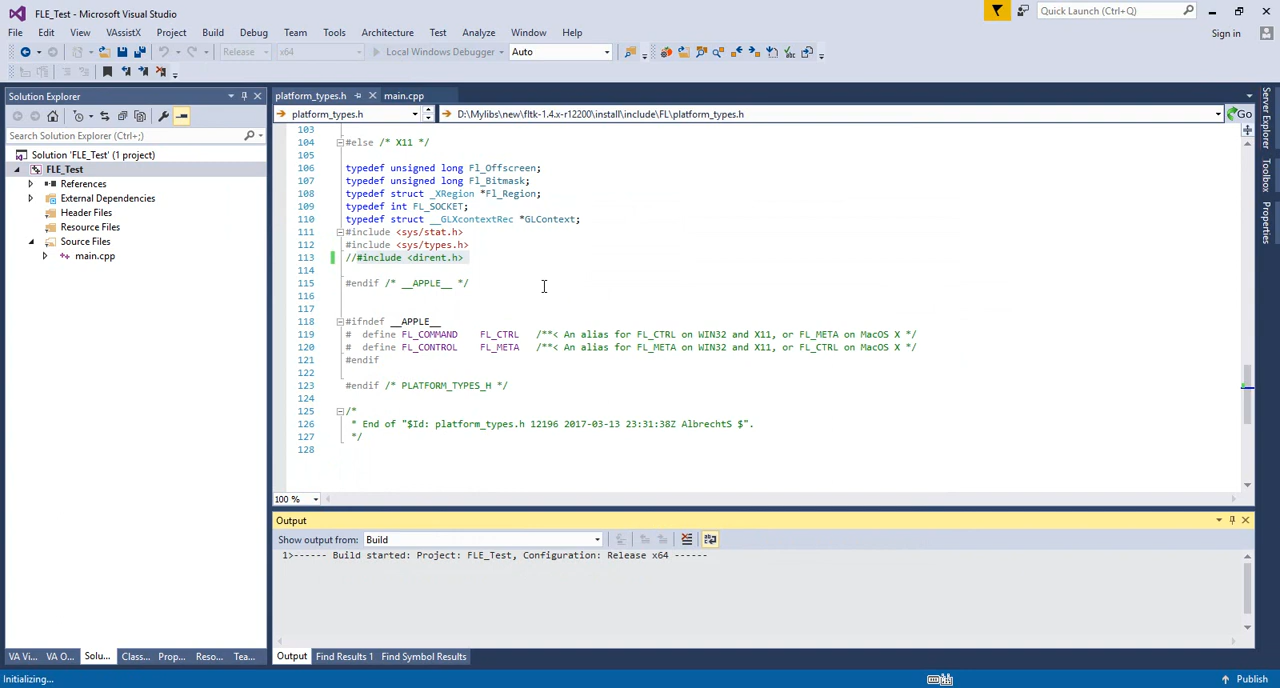 FLE_Test - Microsoft Visual Studio
Quick Launch (Ctrl+Q)
File Edit View VAssistX Project Build Debug Team Tools Architecture Test Analyze Window Help
Sign in
Release x64 Local Windows Debugger Auto
Solution Explorer
Search Solution Explorer (Ctrl+;)
Solution 'FLE_Test' (1 project)
FLE_Test
References
External Dependencies
Header Files
Resource Files
Source Files
main.cpp
VA Vi... VA O... Solu... Class... Prop... Reso... Tea...
platform_types.h main.cpp
platform_types.h D:\Mylibs\new\fltk-1.4.x-r12200\install\include\FL\platform_types.h Go
103
104 #else /* X11 */
105
106 typedef unsigned long Fl_Offscreen;
107 typedef unsigned long Fl_Bitmask;
108 typedef struct _XRegion *Fl_Region;
109 typedef int FL_SOCKET;
110 typedef struct __GLXcontextRec *GLContext;
111 #include <sys/stat.h>
112 #include <sys/types.h>
113 //#include <dirent.h>
114
115 #endif /* __APPLE__ */
116
117
118 #ifndef __APPLE__
119 # define FL_COMMAND FL_CTRL /**< An alias for FL_CTRL on WIN32 and X11, or FL_META on MacOS X */
120 # define FL_CONTROL FL_META /**< An alias for FL_META on WIN32 and X11, or FL_CTRL on MacOS X */
121 #endif
122
123 #endif /* PLATFORM_TYPES_H */
124
125 /*
126 * End of "$Id: platform_types.h 12196 2017-03-13 23:31:38Z AlbrechtS $".
127 */
128
100 %
Output
Show output from: Build
1>------ Build started: Project: FLE_Test, Configuration: Release x64 ------
Output Find Results 1 Find Symbol Results
Server Explorer
Toolbox
Properties
Initializing... Publish